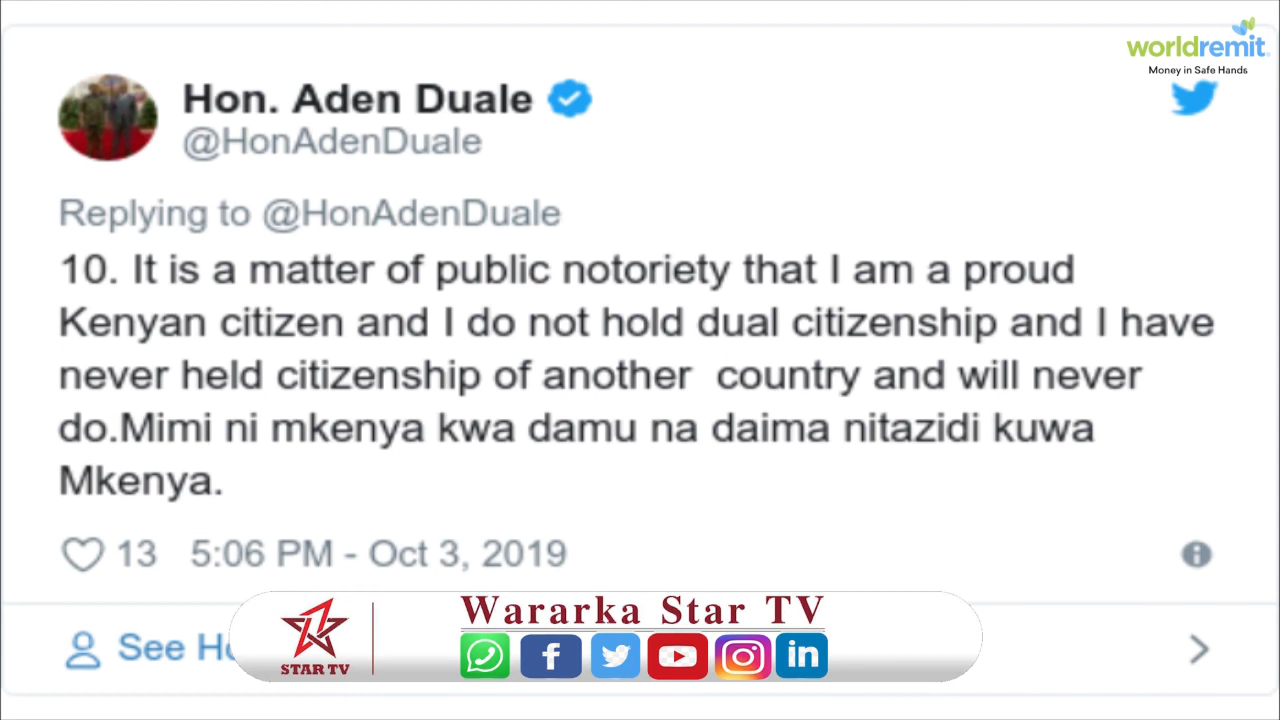 worldremit
Money in Safe Hands
Hon. Aden Duale
@HonAdenDuale
Replying to @HonAdenDuale
10. It is a matter of public notoriety that I am a proud
Kenyan citizen and I do not hold dual citizenship and I have
never held citizenship of another country and will never
do.Mimi ni mkenya kwa damu na daima nitazidi kuwa
Mkenya.
13 5:06 PM - Oct 3, 2019
See
STAR TV
Wararka Star TV